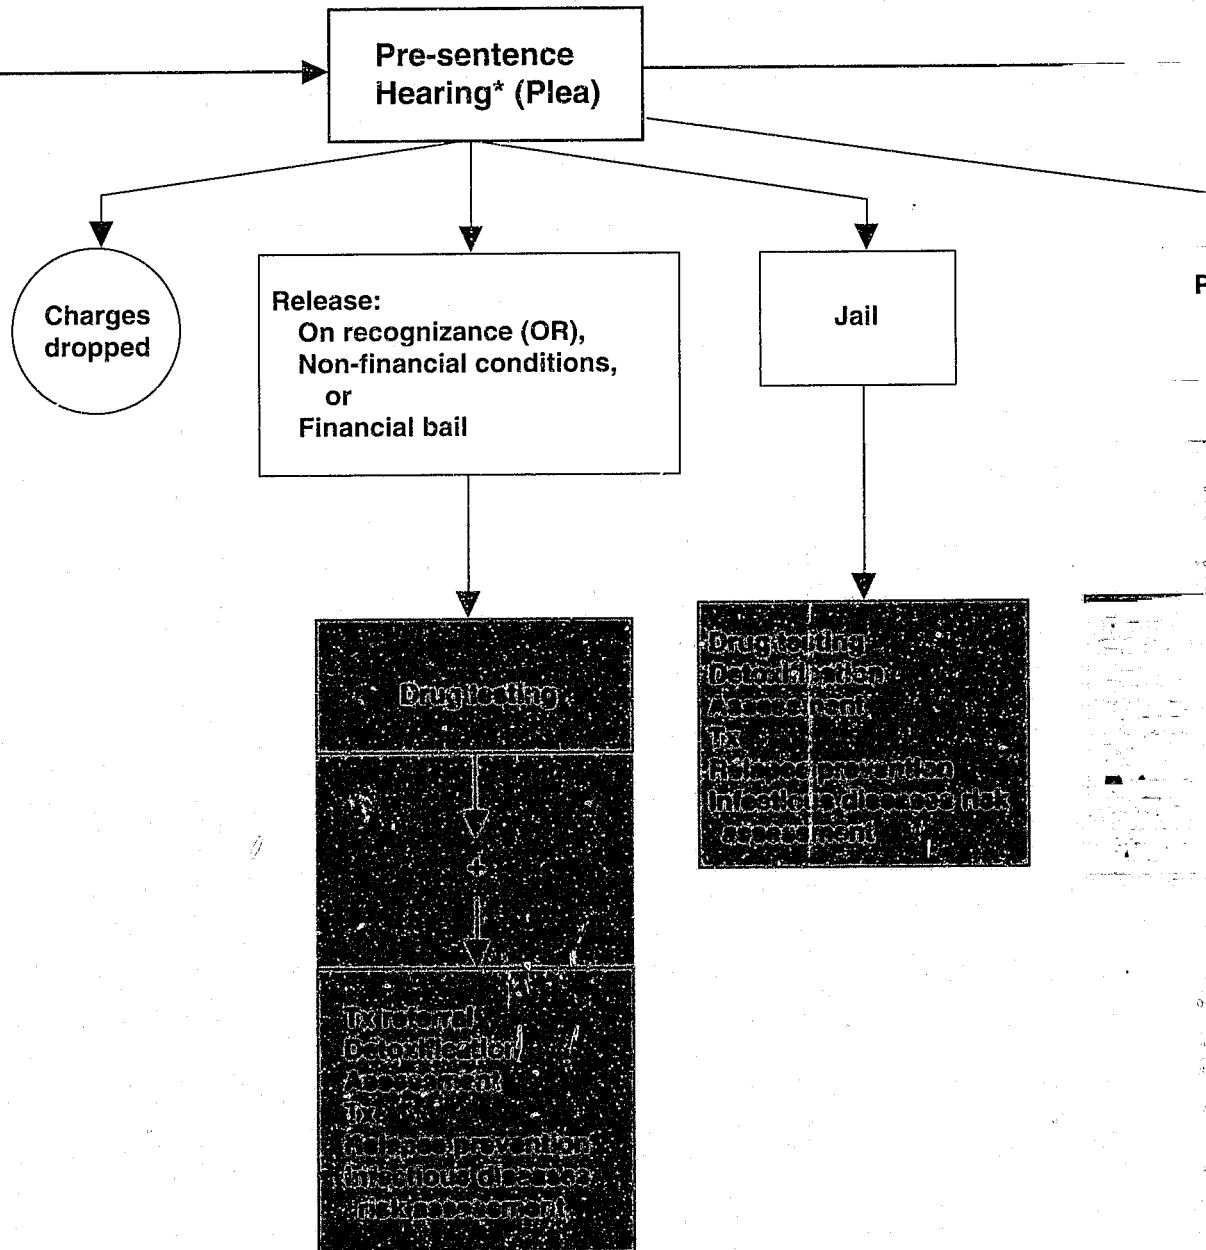 Pre-sentence
Hearing* (Plea)
Charges
dropped
Release:
On recognizance (OR),
Non-financial conditions,
or
Financial bail
Jail
P
Drug testing
+
Tx referral
Detoxification
Assessment
Tx
Relapse prevention
Infectious diseases
risk assessment
Drug testing
Detoxification
Assessment
Tx
Relapse prevention
Infectious diseases risk
assessment